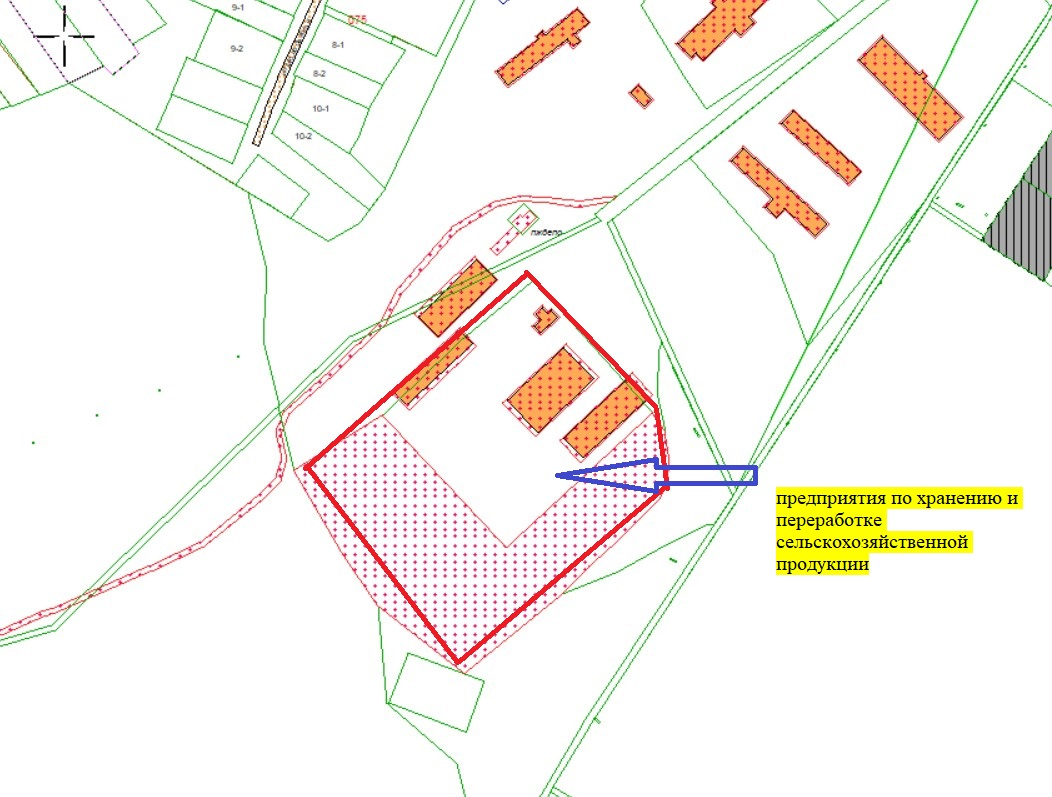 9-1
075
9-2
8-1
8-2
10-1
10-2
пждепо
предприятия по хранению и
переработке
сельскохозяйственной
продукции